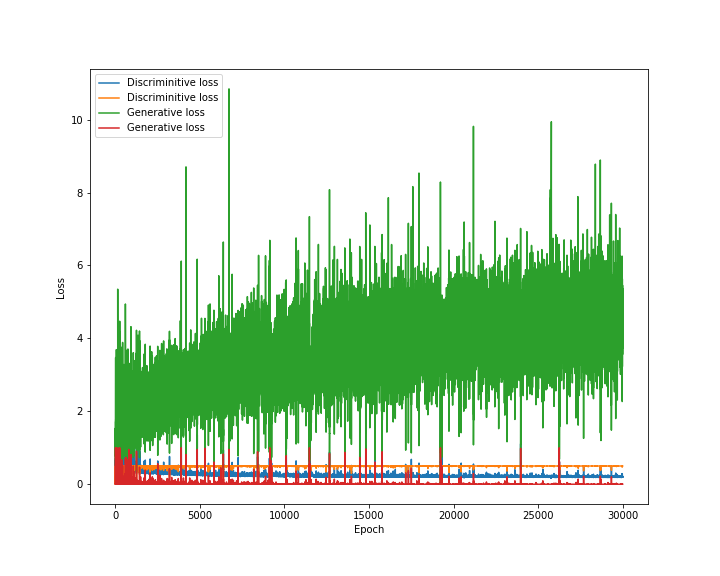 Discriminitive loss
Discriminitive loss
Generative loss
Generative loss
10
8
6
4
2
0
Loss
0 5000 10000 15000 20000 25000 30000
Epoch